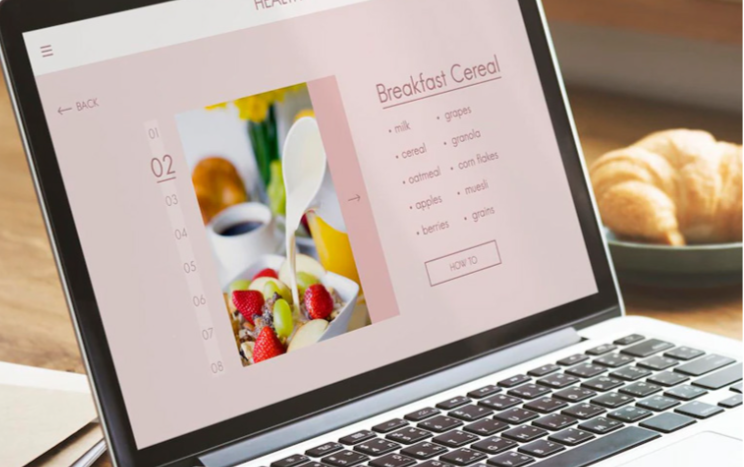 ← BACK
01
02
03
04
05
06
07
08
→
Breakfast Cereal
• milk
• cereal
• oatmeal
• apples
• berries
• grapes
• granola
• corn flakes
• muesli
• grains
HOW TO